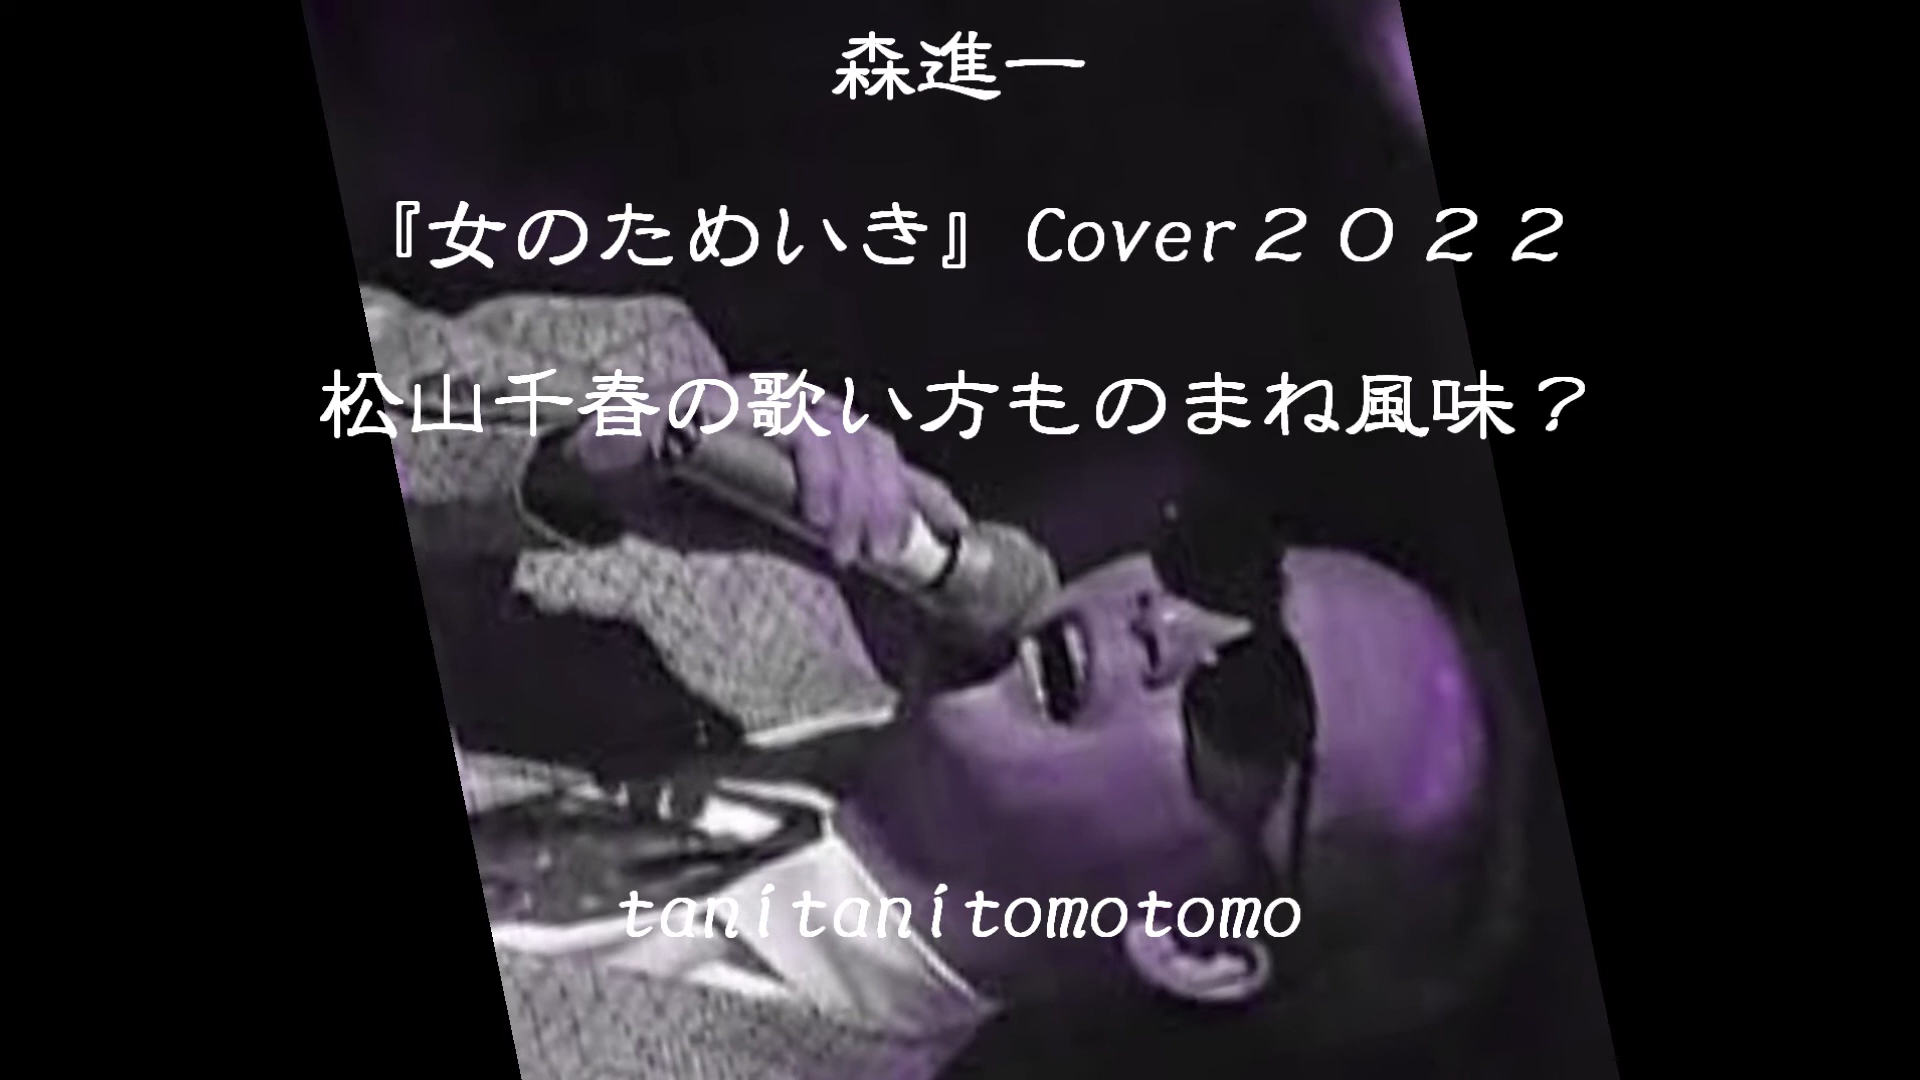 森進一
『女のためいき』Cover２０２２
松山千春の歌い方ものまね風味？
tanitanitomotomo